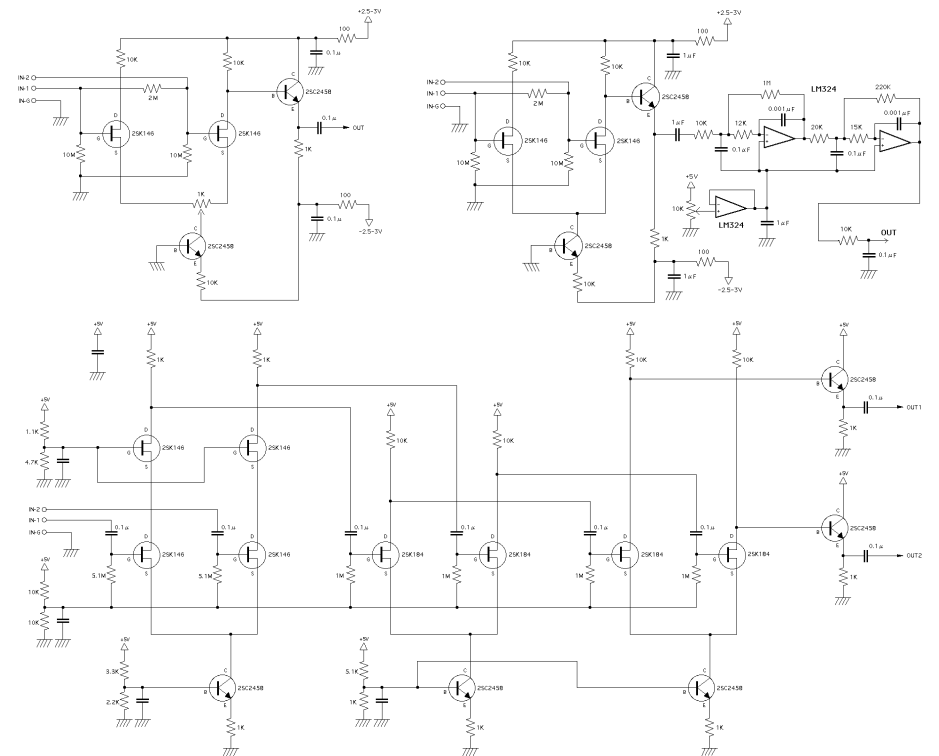 +2.5-3V
100
0.1μ
10K
10K
C
B
2SC2458
E
IN-2
IN-1
IN-G
2M
0.1μ
OUT
D
2SK146
G
S
D
2SK146
G
S
10M
10M
1K
1K
100
0.1μ
-2.5-3V
C
B
2SC2458
E
10K
+2.5-3V
100
1μF
10K
10K
C
B
2SC2458
E
IN-2
IN-1
IN-G
2M
D
2SK146
G
S
D
2SK146
G
S
10M
10M
1M
LM324
220K
0.001μF
0.001μF
1μF
10K
12K
20K
15K
0.1μF
0.1μF
+5V
10K
LM324
1μF
10K
OUT
0.1μF
C
B
2SC2458
E
1K
100
1μF
-2.5-3V
10K
+5V
+5V
+5V
+5V
+5V
+5V
1K
1K
10K
10K
C
B
2SC2458
E
0.1μ
OUT1
1K
+5V
1.1K
4.7K
D
2SK146
G
S
D
2SK146
G
S
+5V
+5V
10K
10K
+5V
IN-2
IN-1
IN-G
0.1μ
0.1μ
0.1μ
0.1μ
0.1μ
0.1μ
C
B
2SC2458
E
0.1μ
OUT2
1K
D
2SK146
G
S
D
2SK146
G
S
D
2SK184
G
S
D
2SK184
G
S
D
2SK184
G
S
D
2SK184
G
S
5.1M
5.1M
1M
1M
1M
1M
+5V
10K
10K
+5V
3.3K
2.2K
C
B
2SC2458
E
1K
+5V
5.1K
1K
C
B
2SC2458
E
1K
C
B
2SC2458
E
1K